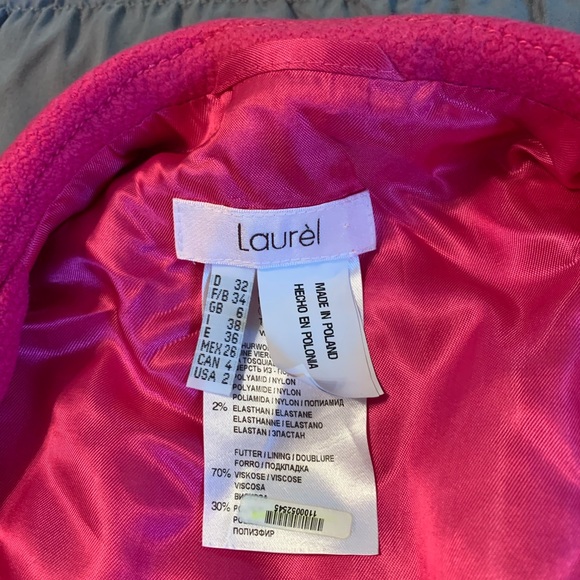 Laurèl
D 32
F/B 34
GB 6
I 38
E 36
MEX 26
CAN 4
USA 2
MADE IN POLAND
HECHO EN POLONIA
POLYAMID / NYLON
POLYAMIDE / NYLON
POLIAMIDA / NYLON / ПОЛИАМИД
2% ELASTHAN / ELASTANE
ELASTHANNE / ELASTANO
ELASTAN / ЭЛАСТАН
FUTTER / LINING / DOUBLURE
FORRO / ПОДКЛАДКА
70% VISKOSE / VISCOSE
VISCOSA
30%
ПОЛИЭФИР
1100052545